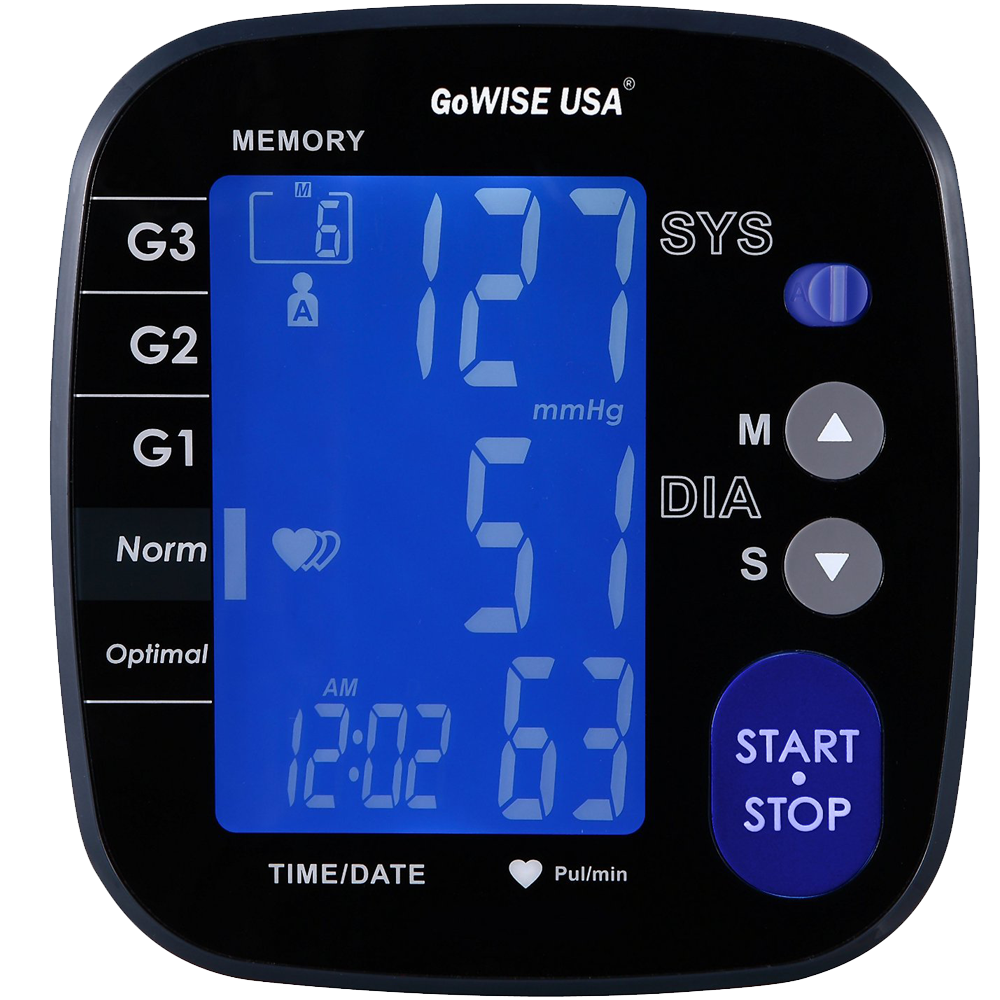 GoWISE USA®
MEMORY
G3
G2
G1
Norm
Optimal
M
6
A
127
SYS
A
mmHg
M
51
DIA
S
AM
12:02
63
START
STOP
TIME/DATE
Pul/min